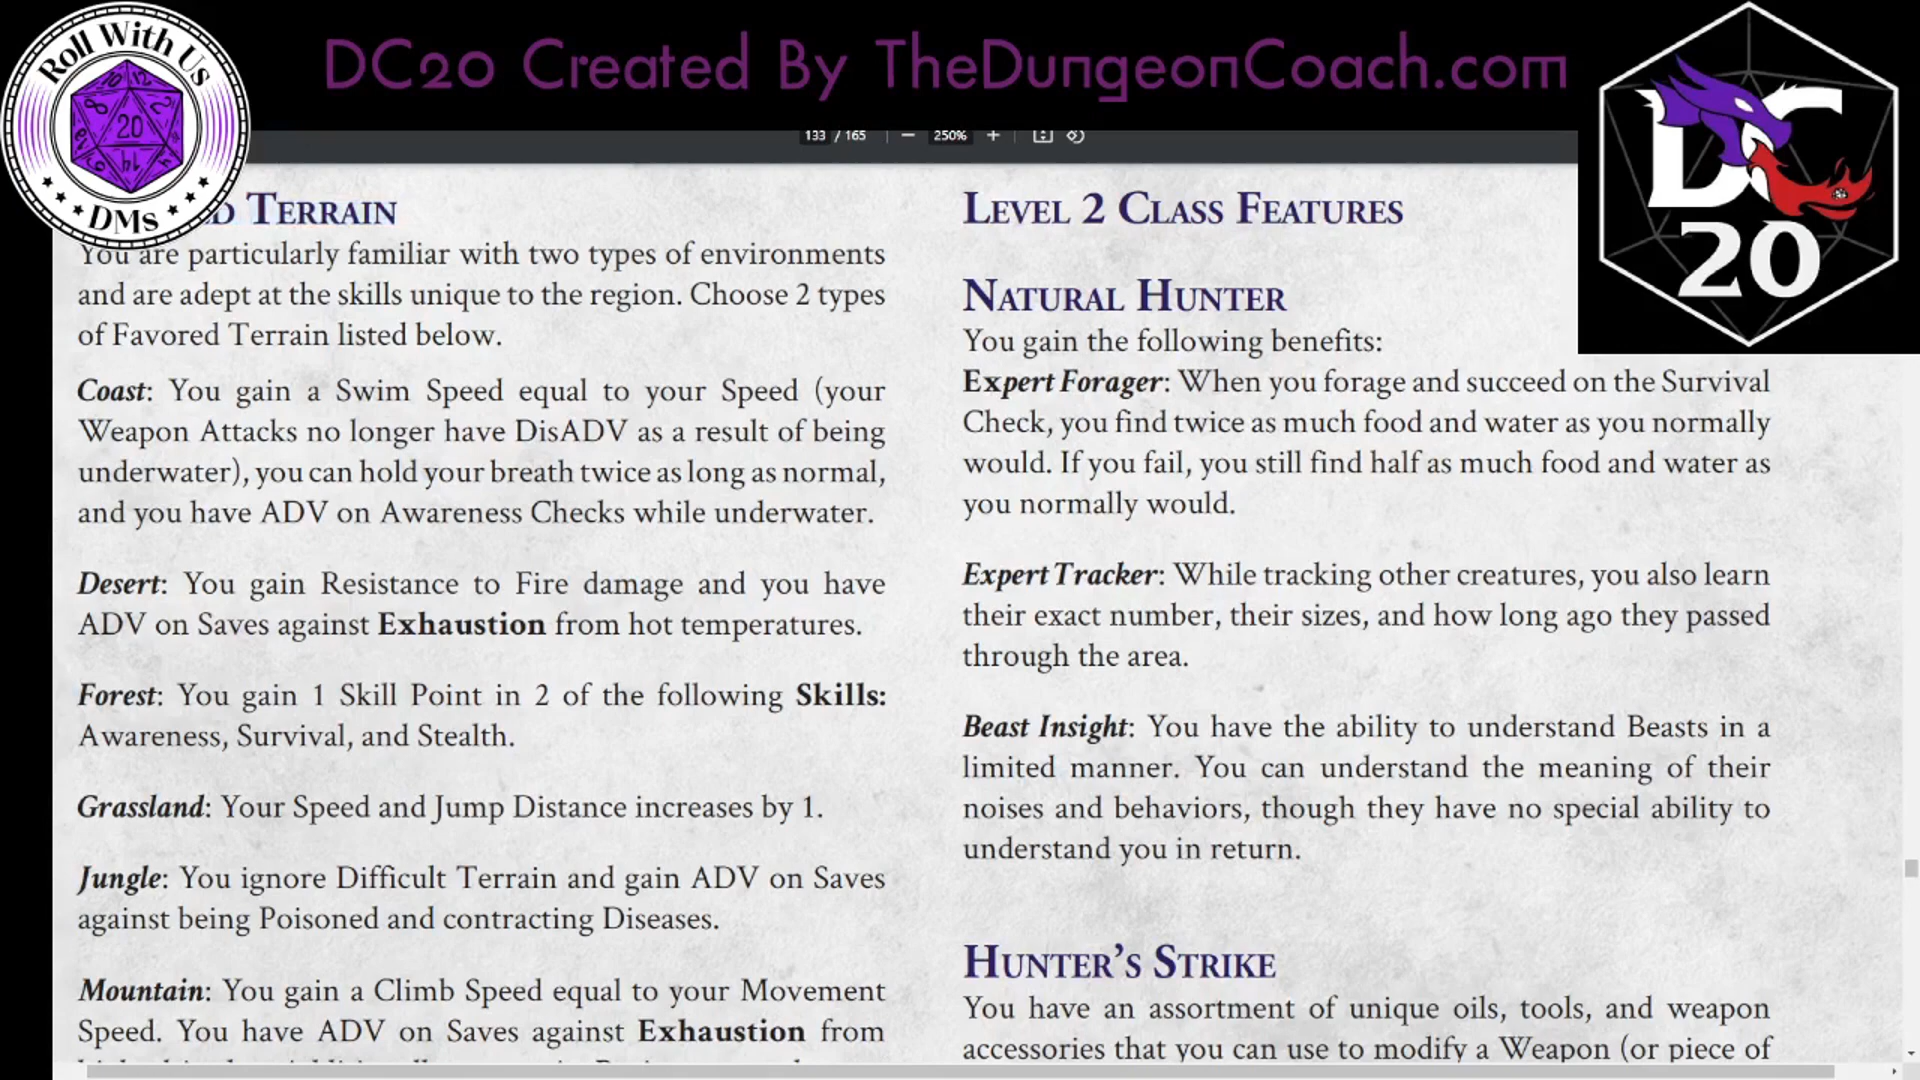 Roll With Us
20
DMs
DC20 Created By TheDungeonCoach.com
DC
20
133 / 165
250%
D TERRAIN
You are particularly familiar with two types of environments
and are adept at the skills unique to the region. Choose 2 types
of Favored Terrain listed below.
Coast: You gain a Swim Speed equal to your Speed (your
Weapon Attacks no longer have DisADV as a result of being
underwater), you can hold your breath twice as long as normal,
and you have ADV on Awareness Checks while underwater.
Desert: You gain Resistance to Fire damage and you have
ADV on Saves against Exhaustion from hot temperatures.
Forest: You gain 1 Skill Point in 2 of the following Skills:
Awareness, Survival, and Stealth.
Grassland: Your Speed and Jump Distance increases by 1.
Jungle: You ignore Difficult Terrain and gain ADV on Saves
against being Poisoned and contracting Diseases.
Mountain: You gain a Climb Speed equal to your Movement
Speed. You have ADV on Saves against Exhaustion from
LEVEL 2 CLASS FEATURES
NATURAL HUNTER
You gain the following benefits:
Expert Forager: When you forage and succeed on the Survival
Check, you find twice as much food and water as you normally
would. If you fail, you still find half as much food and water as
you normally would.
Expert Tracker: While tracking other creatures, you also learn
their exact number, their sizes, and how long ago they passed
through the area.
Beast Insight: You have the ability to understand Beasts in a
limited manner. You can understand the meaning of their
noises and behaviors, though they have no special ability to
understand you in return.
HUNTER'S STRIKE
You have an assortment of unique oils, tools, and weapon
accessories that you can use to modify a Weapon (or piece of